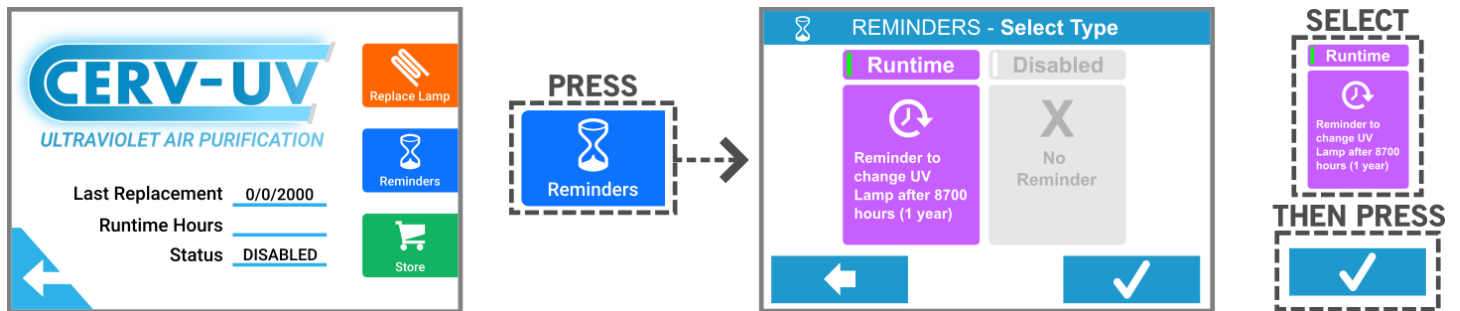 CERV-UV
ULTRAVIOLET AIR PURIFICATION
Last Replacement 0/0/2000
Runtime Hours
Status DISABLED
Replace Lamp
Reminders
Store
PRESS
Reminders
REMINDERS - Select Type
Runtime
Reminder to
change UV
Lamp after 8700
hours (1 year)
Disabled
X
No
Reminder
SELECT
Runtime
Reminder to
change UV
Lamp after 8700
hours (1 year)
THEN PRESS